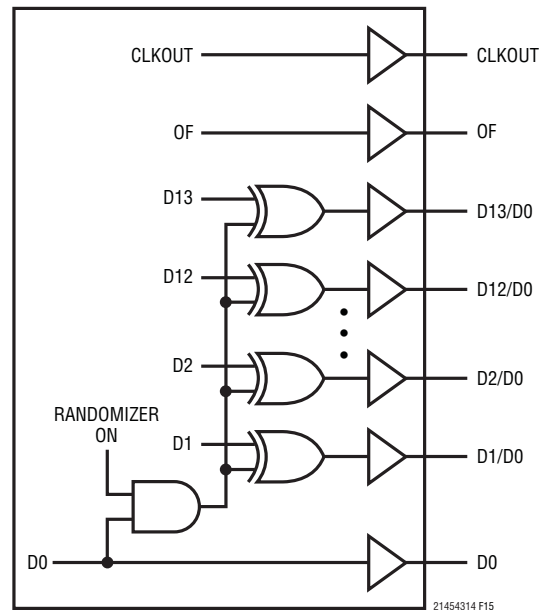 CLKOUT CLKOUT
OF OF
D13 D13/D0
D12 D12/D0
D2 D2/D0
RANDOMIZER
ON
D1 D1/D0
D0 D0
21454314 F15